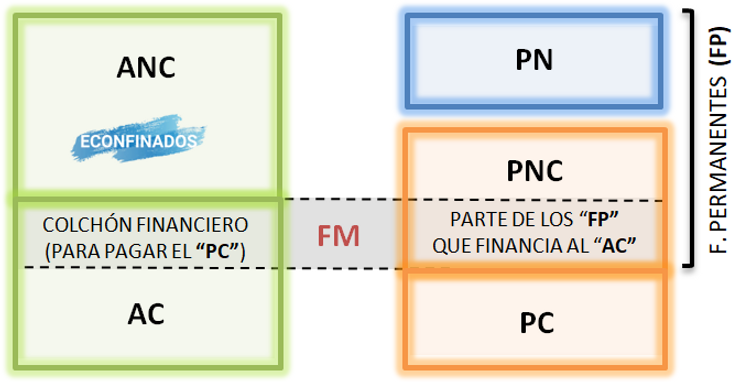 ANC
ECONFINADOS
COLCHÓN FINANCIERO
(PARA PAGAR EL “PC”)
AC
FM
PN
PNC
PARTE DE LOS “FP”
QUE FINANCIA AL “AC”
PC
F. PERMANENTES (FP)